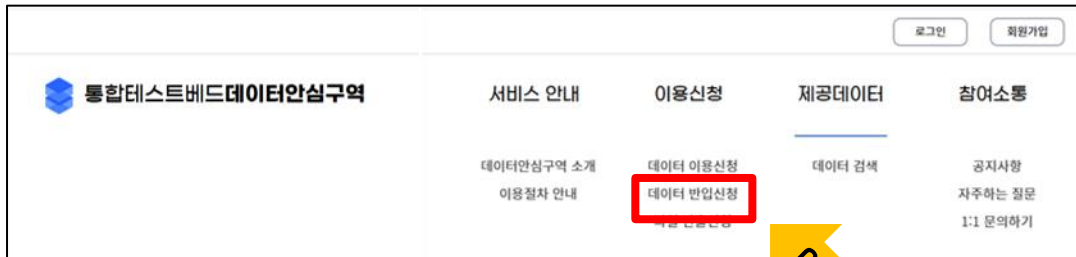 로그인 회원가입
통합테스트베드데이터안심구역 서비스 안내 이용신청 제공데이터 참여소통
데이터안심구역 소개 데이터 이용신청 데이터 검색 공지사항
이용절차 안내 데이터 반입신청 자주하는 질문
1:1 문의하기